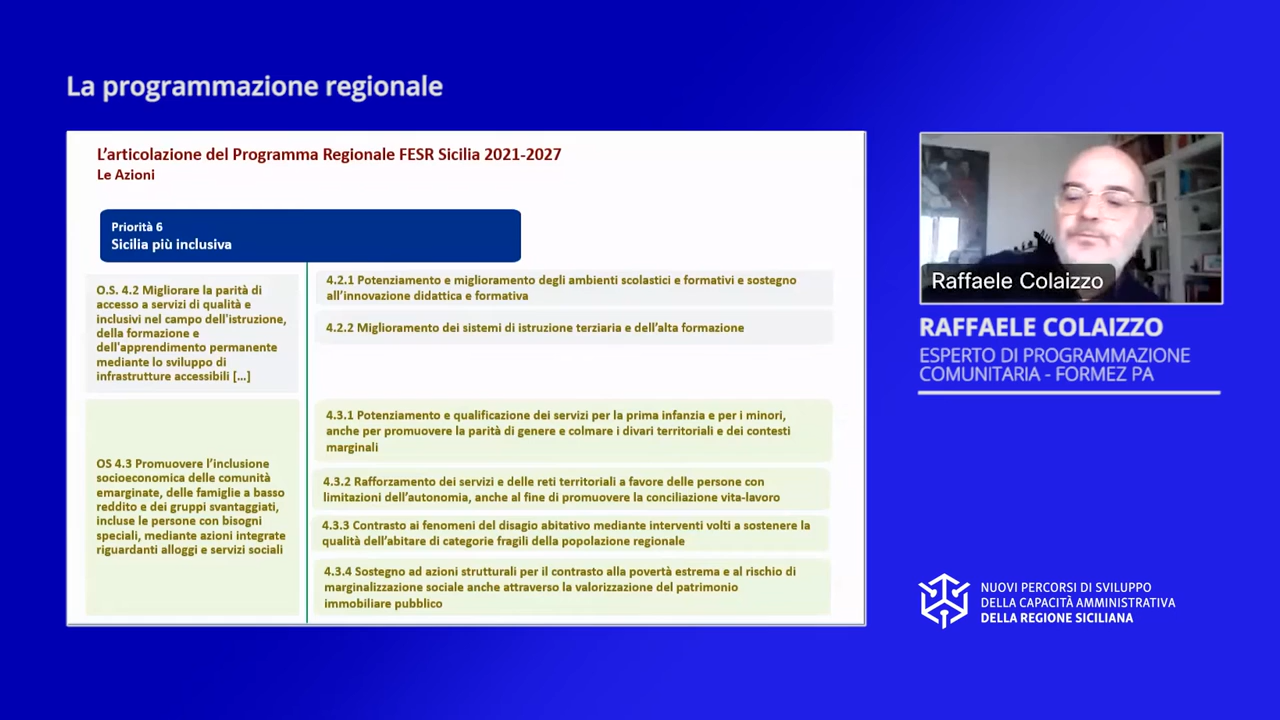 La programmazione regionale
L’articolazione del Programma Regionale FESR Sicilia 2021-2027
Le Azioni
Priorità 6
Sicilia più inclusiva
O.S. 4.2 Migliorare la parità di
accesso a servizi di qualità e
inclusivi nel campo dell'istruzione,
della formazione e
dell'apprendimento permanente
mediante lo sviluppo di
infrastrutture accessibili […]
4.2.1 Potenziamento e miglioramento degli ambienti scolastici e formativi e sostegno
all’innovazione didattica e formativa
4.2.2 Miglioramento dei sistemi di istruzione terziaria e dell’alta formazione
OS 4.3 Promuovere l’inclusione
socioeconomica delle comunità
emarginate, delle famiglie a basso
reddito e dei gruppi svantaggiati,
incluse le persone con bisogni
speciali, mediante azioni integrate
riguardanti alloggi e servizi sociali
4.3.1 Potenziamento e qualificazione dei servizi per la prima infanzia e per i minori,
anche per promuovere la parità di genere e colmare i divari territoriali e dei contesti
marginali
4.3.2 Rafforzamento dei servizi e delle reti territoriali a favore delle persone con
limitazioni dell’autonomia, anche al fine di promuovere la conciliazione vita-lavoro
4.3.3 Contrasto ai fenomeni del disagio abitativo mediante interventi volti a sostenere la
qualità dell’abitare di categorie fragili della popolazione regionale
4.3.4 Sostegno ad azioni strutturali per il contrasto alla povertà estrema e al rischio di
marginalizzazione sociale anche attraverso la valorizzazione del patrimonio
immobiliare pubblico
Raffaele Colaizzo
RAFFAELE COLAIZZO
ESPERTO DI PROGRAMMAZIONE
COMUNITARIA - FORMEZ PA
NUOVI PERCORSI DI SVILUPPO
DELLA CAPACITÀ AMMINISTRATIVA
DELLA REGIONE SICILIANA